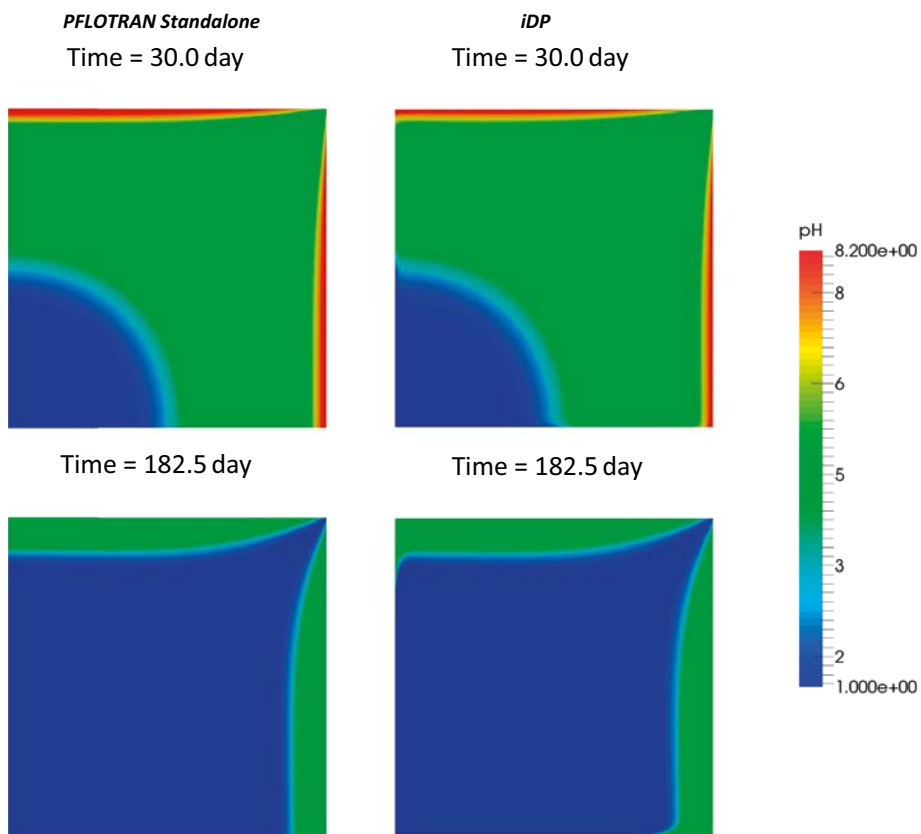 PFLOTRAN Standalone
iDP
Time = 30.0 day
Time = 30.0 day
Time = 182.5 day
Time = 182.5 day
pH
8.200e+00
8
6
5
3
2
1.000e+00